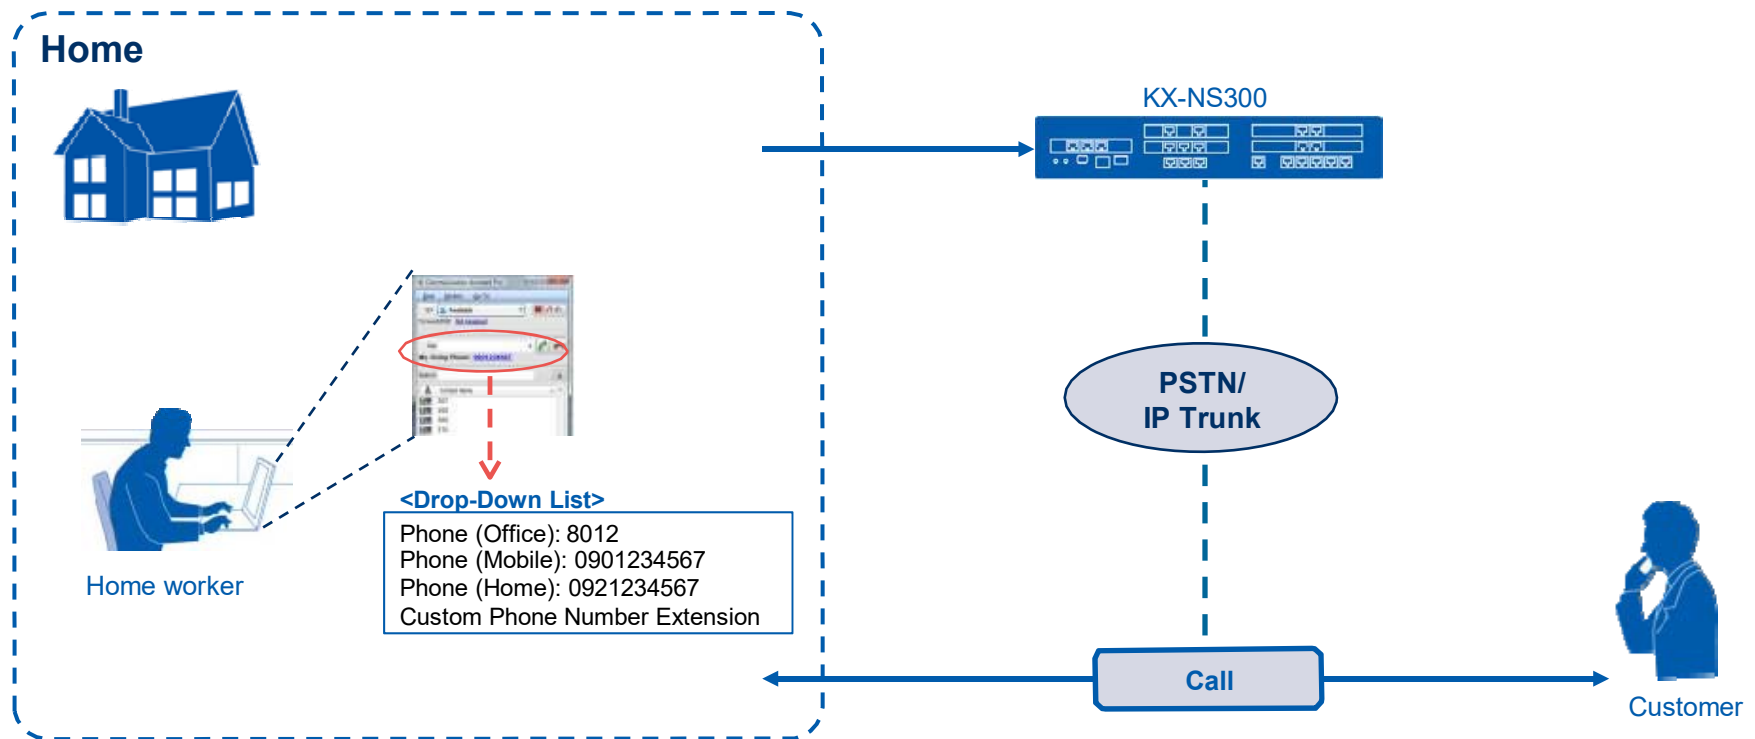 Home
KX-NS300
PSTN/
IP Trunk
<Drop-Down List>
Phone (Office): 8012
Phone (Mobile): 0901234567
Phone (Home): 0921234567
Custom Phone Number Extension
Home worker
Call
Customer